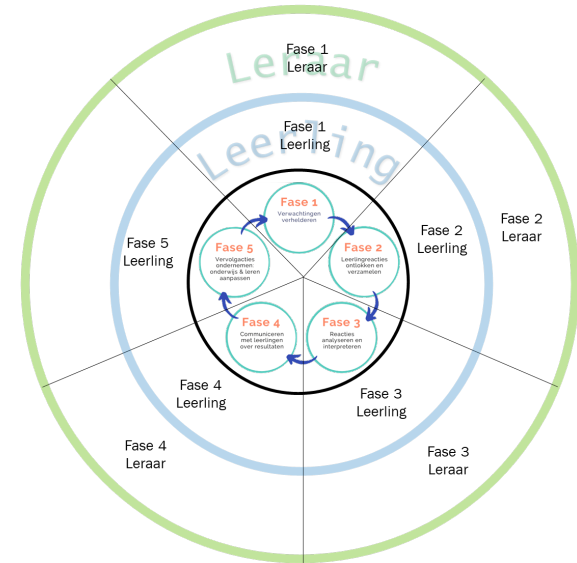 Leraar
Fase 1
Leraar
Leerling
Fase 1
Leerling
Fase 1
Verwachtingen
verhelderen
Fase 2
Leerlingreacties
ontlokken en
verzamelen
Fase 2
Leerling
Fase 2
Leraar
Fase 3
Reacties
analyseren en
interpreteren
Fase 3
Leerling
Fase 3
Leraar
Fase 4
Communiceren
met leerlingen
over resultaten
Fase 4
Leerling
Fase 4
Leraar
Fase 5
Vervolgacties
ondernemen:
onderwijs & leren
aanpassen
Fase 5
Leerling